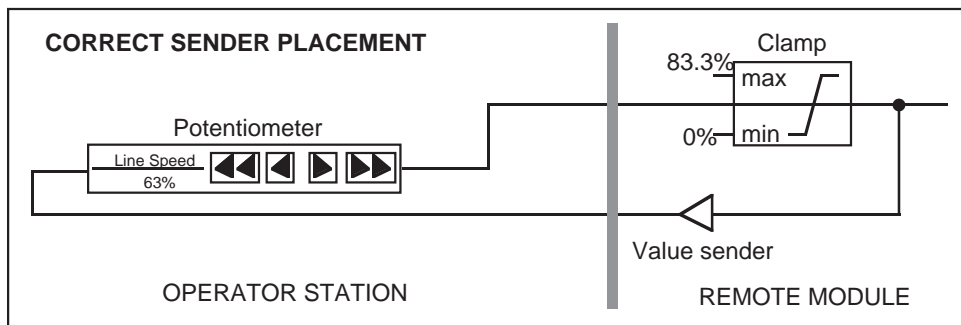 CORRECT SENDER PLACEMENT
Clamp
83.3%
max
0%
min
Potentiometer
Line Speed
63%
Value sender
OPERATOR STATION
REMOTE MODULE